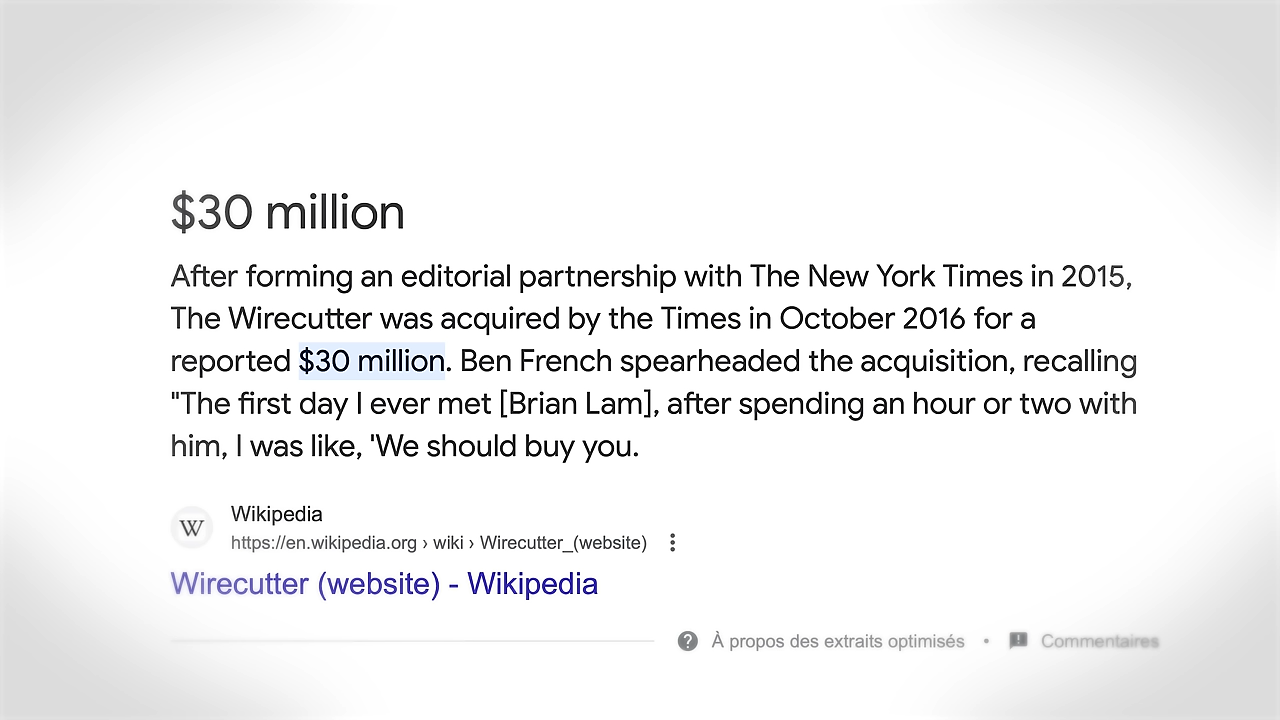 $30 million
After forming an editorial partnership with The New York Times in 2015,
The Wirecutter was acquired by the Times in October 2016 for a
reported $30 million. Ben French spearheaded the acquisition, recalling
"The first day I ever met [Brian Lam], after spending an hour or two with
him, I was like, 'We should buy you.
W
Wikipedia
https://en.wikipedia.org › wiki › Wirecutter_(website)
Wirecutter (website) - Wikipedia
À propos des extraits optimisés • Commentaires